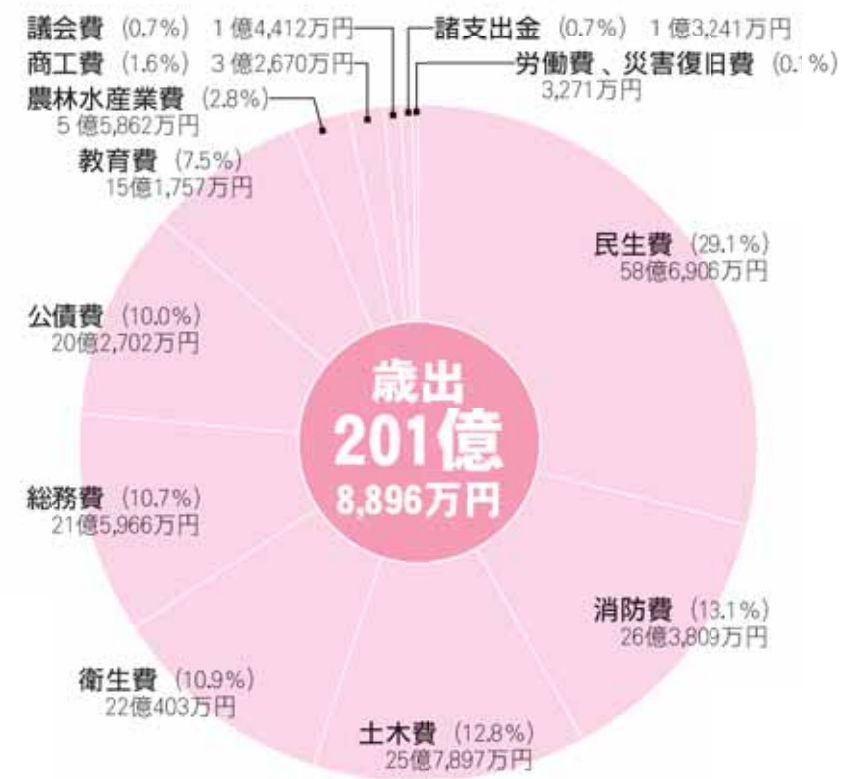 議会費 (0.7%) 1億4,412万円
諸支出金 (0.7%) 1億3,241万円
商工費 (1.6%) 3億2,670万円
労働費、災害復旧費 (0.1%)
3,271万円
農林水産業費 (2.8%)
5億5,862万円
教育費 (7.5%)
15億1,757万円
民生費 (29.1%)
58億6,906万円
公債費 (10.0%)
20億2,702万円
歳出
201億
8,896万円
総務費 (10.7%)
21億5,966万円
消防費 (13.1%)
26億3,809万円
衛生費 (10.9%)
22億403万円
土木費 (12.8%)
25億7,897万円